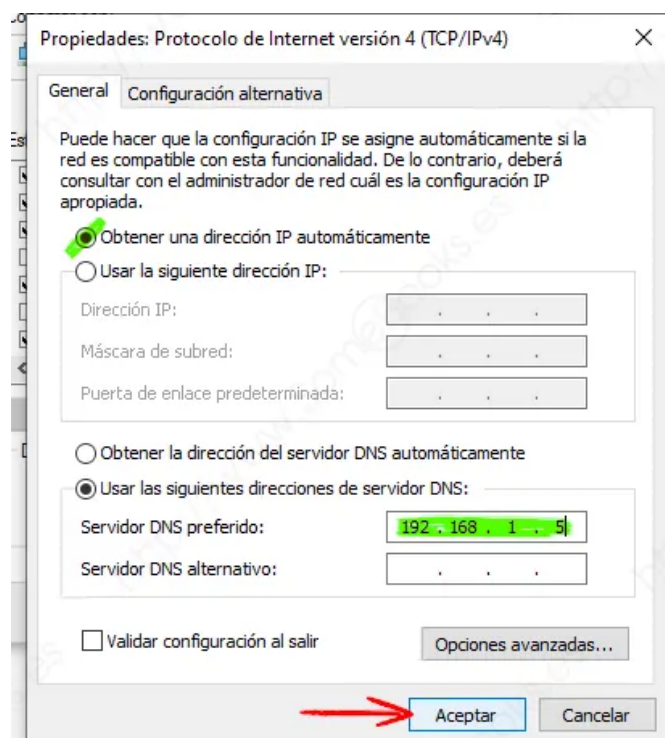 Propiedades: Protocolo de Internet versión 4 (TCP/IPv4)
General
Configuración alternativa
Puede hacer que la configuración IP se asigne automáticamente si la
red es compatible con esta funcionalidad. De lo contrario, deberá
consultar con el administrador de red cuál es la configuración IP
apropiada.
Obtener una dirección IP automáticamente
Usar la siguiente dirección IP:
Dirección IP:
Máscara de subred:
Puerta de enlace predeterminada:
Obtener la dirección del servidor DNS automáticamente
Usar las siguientes direcciones de servidor DNS:
Servidor DNS preferido: 192 . 168 . 1 . 5
Servidor DNS alternativo:
Validar configuración al salir
Opciones avanzadas...
Aceptar
Cancelar